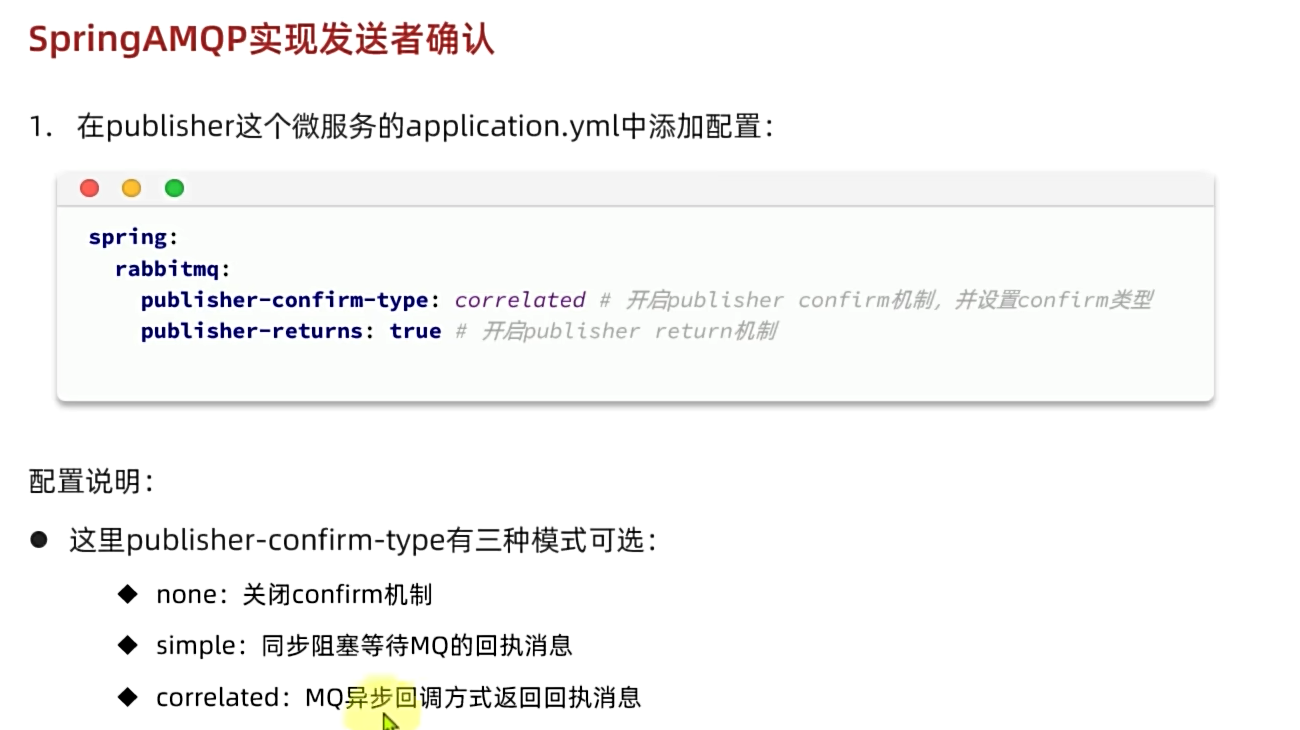 SpringAMQP实现发送者确认
1. 在publisher这个微服务的application.yml中添加配置：
spring:
rabbitmq:
publisher-confirm-type: correlated # 开启publisher confirm机制，并设置confirm类型
publisher-returns: true # 开启publisher return机制
配置说明：
● 这里publisher-confirm-type有三种模式可选：
◆ none：关闭confirm机制
◆ simple：同步阻塞等待MQ的回执消息
◆ correlated：MQ异步回调方式返回回执消息